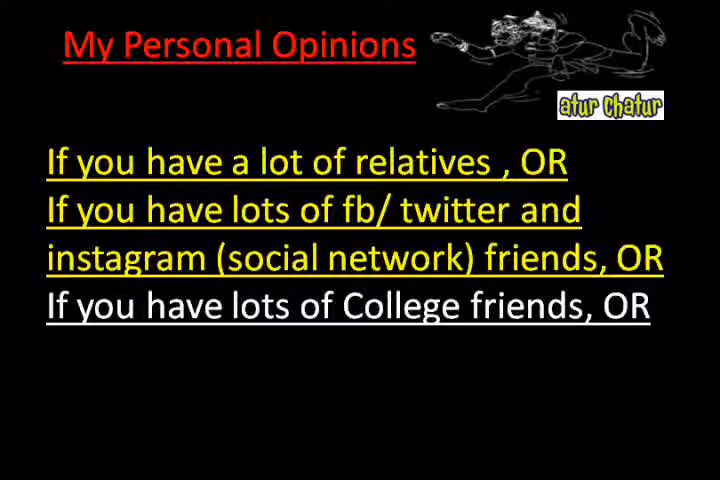 My Personal Opinions
atur Chatur
If you have a lot of relatives , OR
If you have lots of fb/ twitter and
instagram (social network) friends, OR
If you have lots of College friends, OR